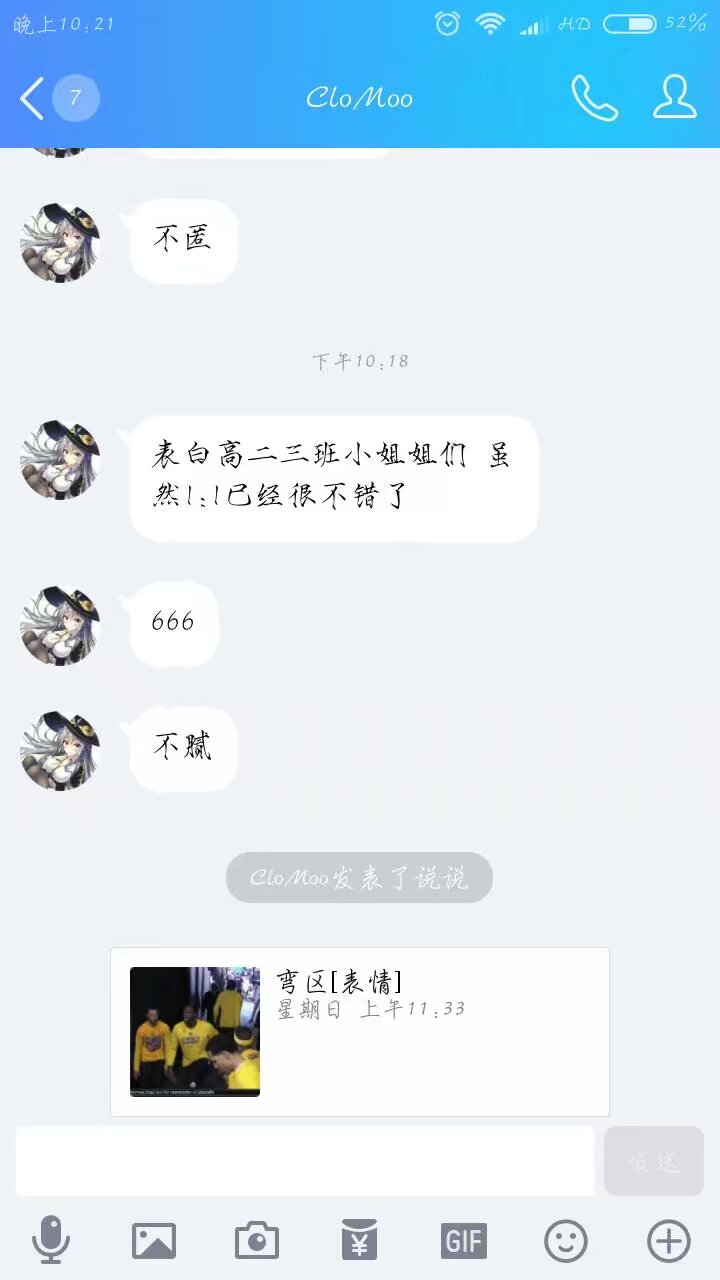 晚上10:21
HD
52%
7
CloMoo
不匿
下午10:18
表白高二三班小姐姐们 虽
然1:1已经很不错了
666
不腻
CloMoo发表了说说
弯区[表情]
星期日 上午11:33
发送
GIF